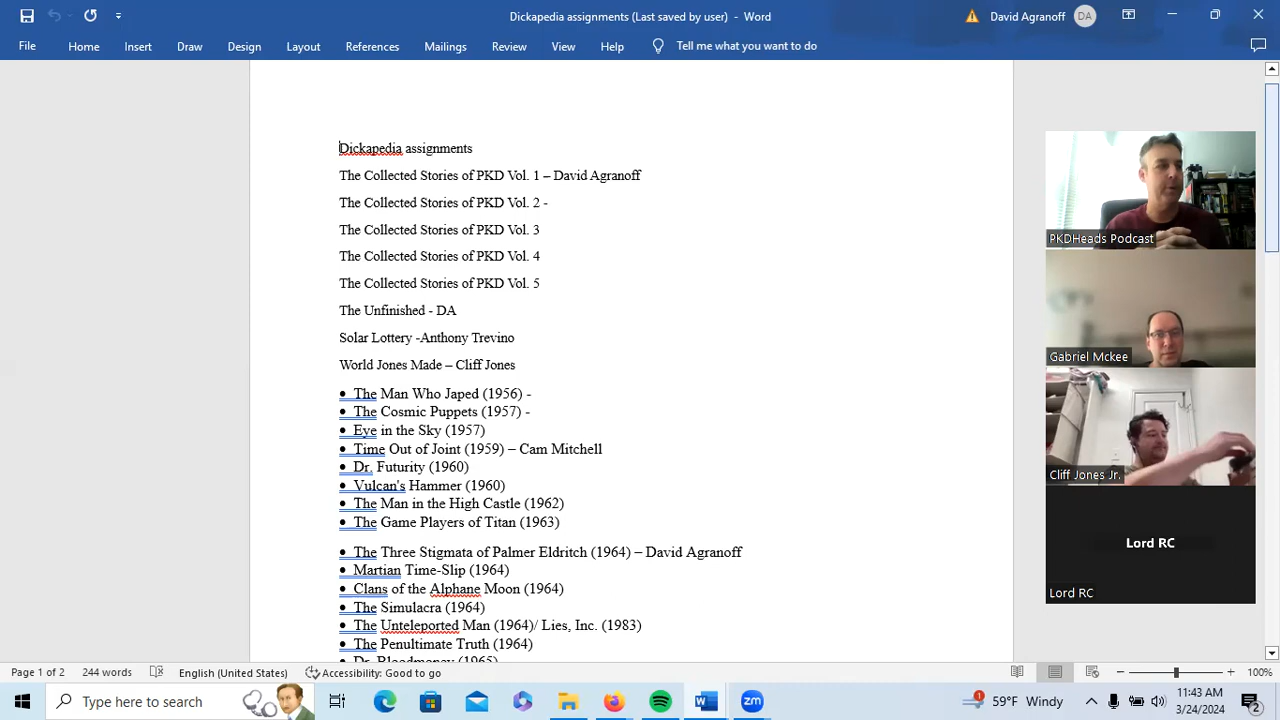 Dickapedia assignments (Last saved by user) - Word
David Agranoff
DA
File Home Insert Draw Design Layout References Mailings Review View Help Tell me what you want to do
Dickapedia assignments
The Collected Stories of PKD Vol. 1 – David Agranoff
The Collected Stories of PKD Vol. 2 -
The Collected Stories of PKD Vol. 3
The Collected Stories of PKD Vol. 4
The Collected Stories of PKD Vol. 5
The Unfinished - DA
Solar Lottery -Anthony Trevino
World Jones Made – Cliff Jones
• The Man Who Japed (1956) -
• The Cosmic Puppets (1957) -
• Eye in the Sky (1957)
• Time Out of Joint (1959) – Cam Mitchell
• Dr. Futurity (1960)
• Vulcan's Hammer (1960)
• The Man in the High Castle (1962)
• The Game Players of Titan (1963)
• The Three Stigmata of Palmer Eldritch (1964) – David Agranoff
• Martian Time-Slip (1964)
• Clans of the Alphane Moon (1964)
• The Simulacra (1964)
• The Unteleported Man (1964)/ Lies, Inc. (1983)
• The Penultimate Truth (1964)
• Dr. Bloodmoney (1965)
PKDHeads Podcast
Gabriel Mckee
Cliff Jones Jr.
Lord RC
Lord RC
Page 1 of 2 244 words English (United States) Accessibility: Good to go 100%
Type here to search
W
zm
1
59°F Windy
11:43 AM
3/24/2024
2